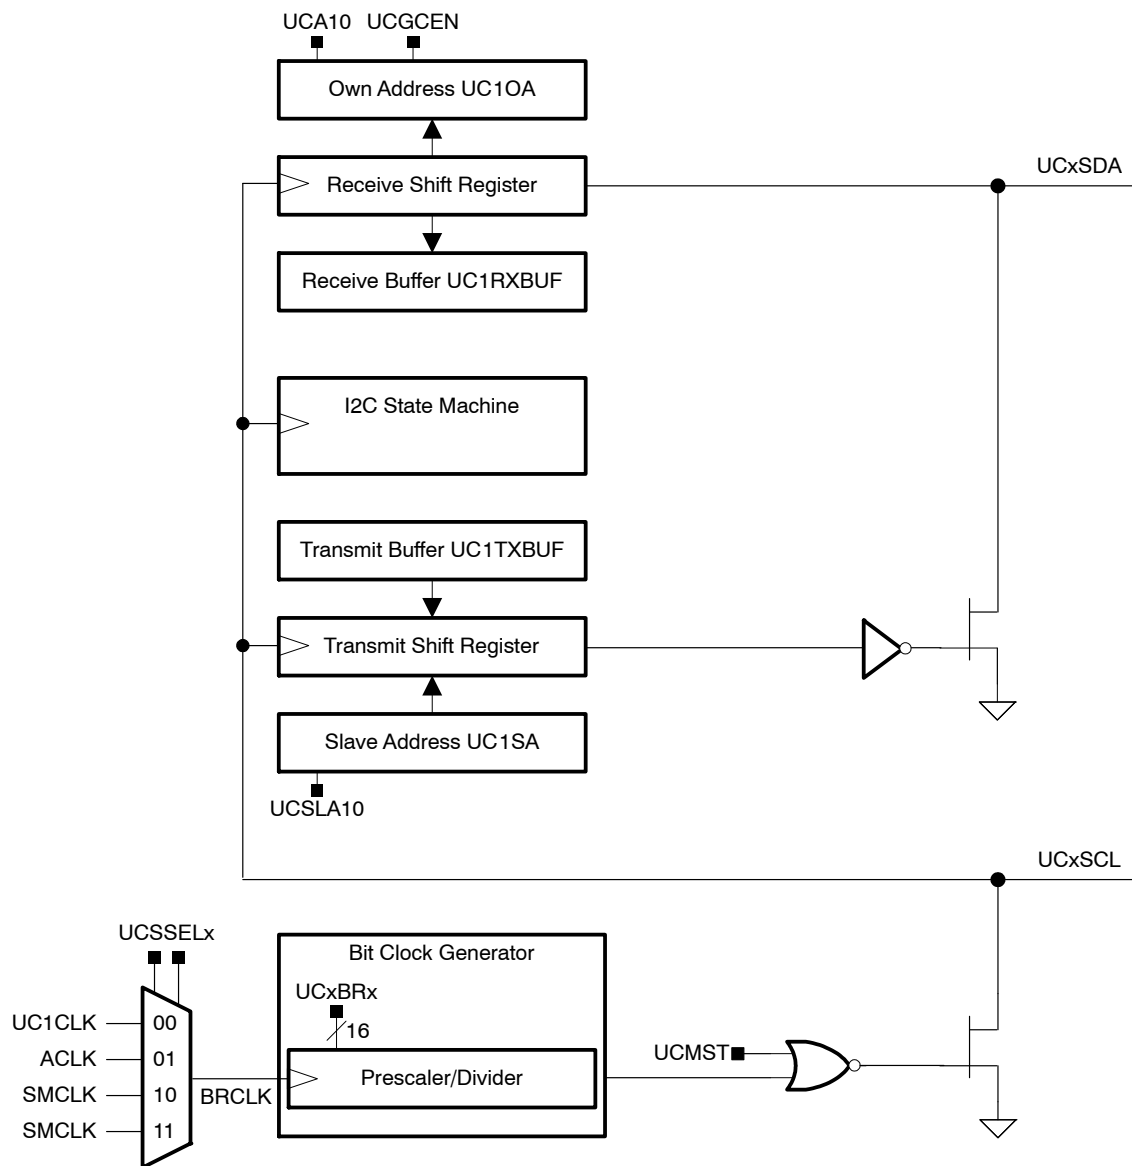 UCA10 UCGCEN
Own Address UC1OA
Receive Shift Register
UCxSDA
Receive Buffer UC1RXBUF
I2C State Machine
Transmit Buffer UC1TXBUF
Transmit Shift Register
Slave Address UC1SA
UCSLA10
UCxSCL
UCSSELx
Bit Clock Generator
UCxBRx
16
UC1CLK 00
ACLK 01
SMCLK 10
SMCLK 11
BRCLK
Prescaler/Divider
UCMST